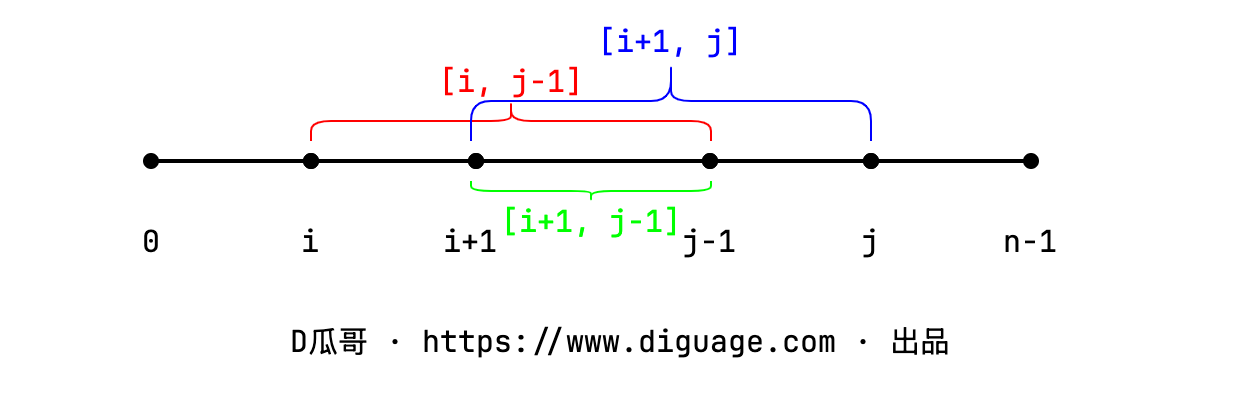 [i+1, j]
[i, j-1]
[i+1, j-1]
0 i i+1 j-1 j n-1
D瓜哥 · https://www.diguage.com · 出品